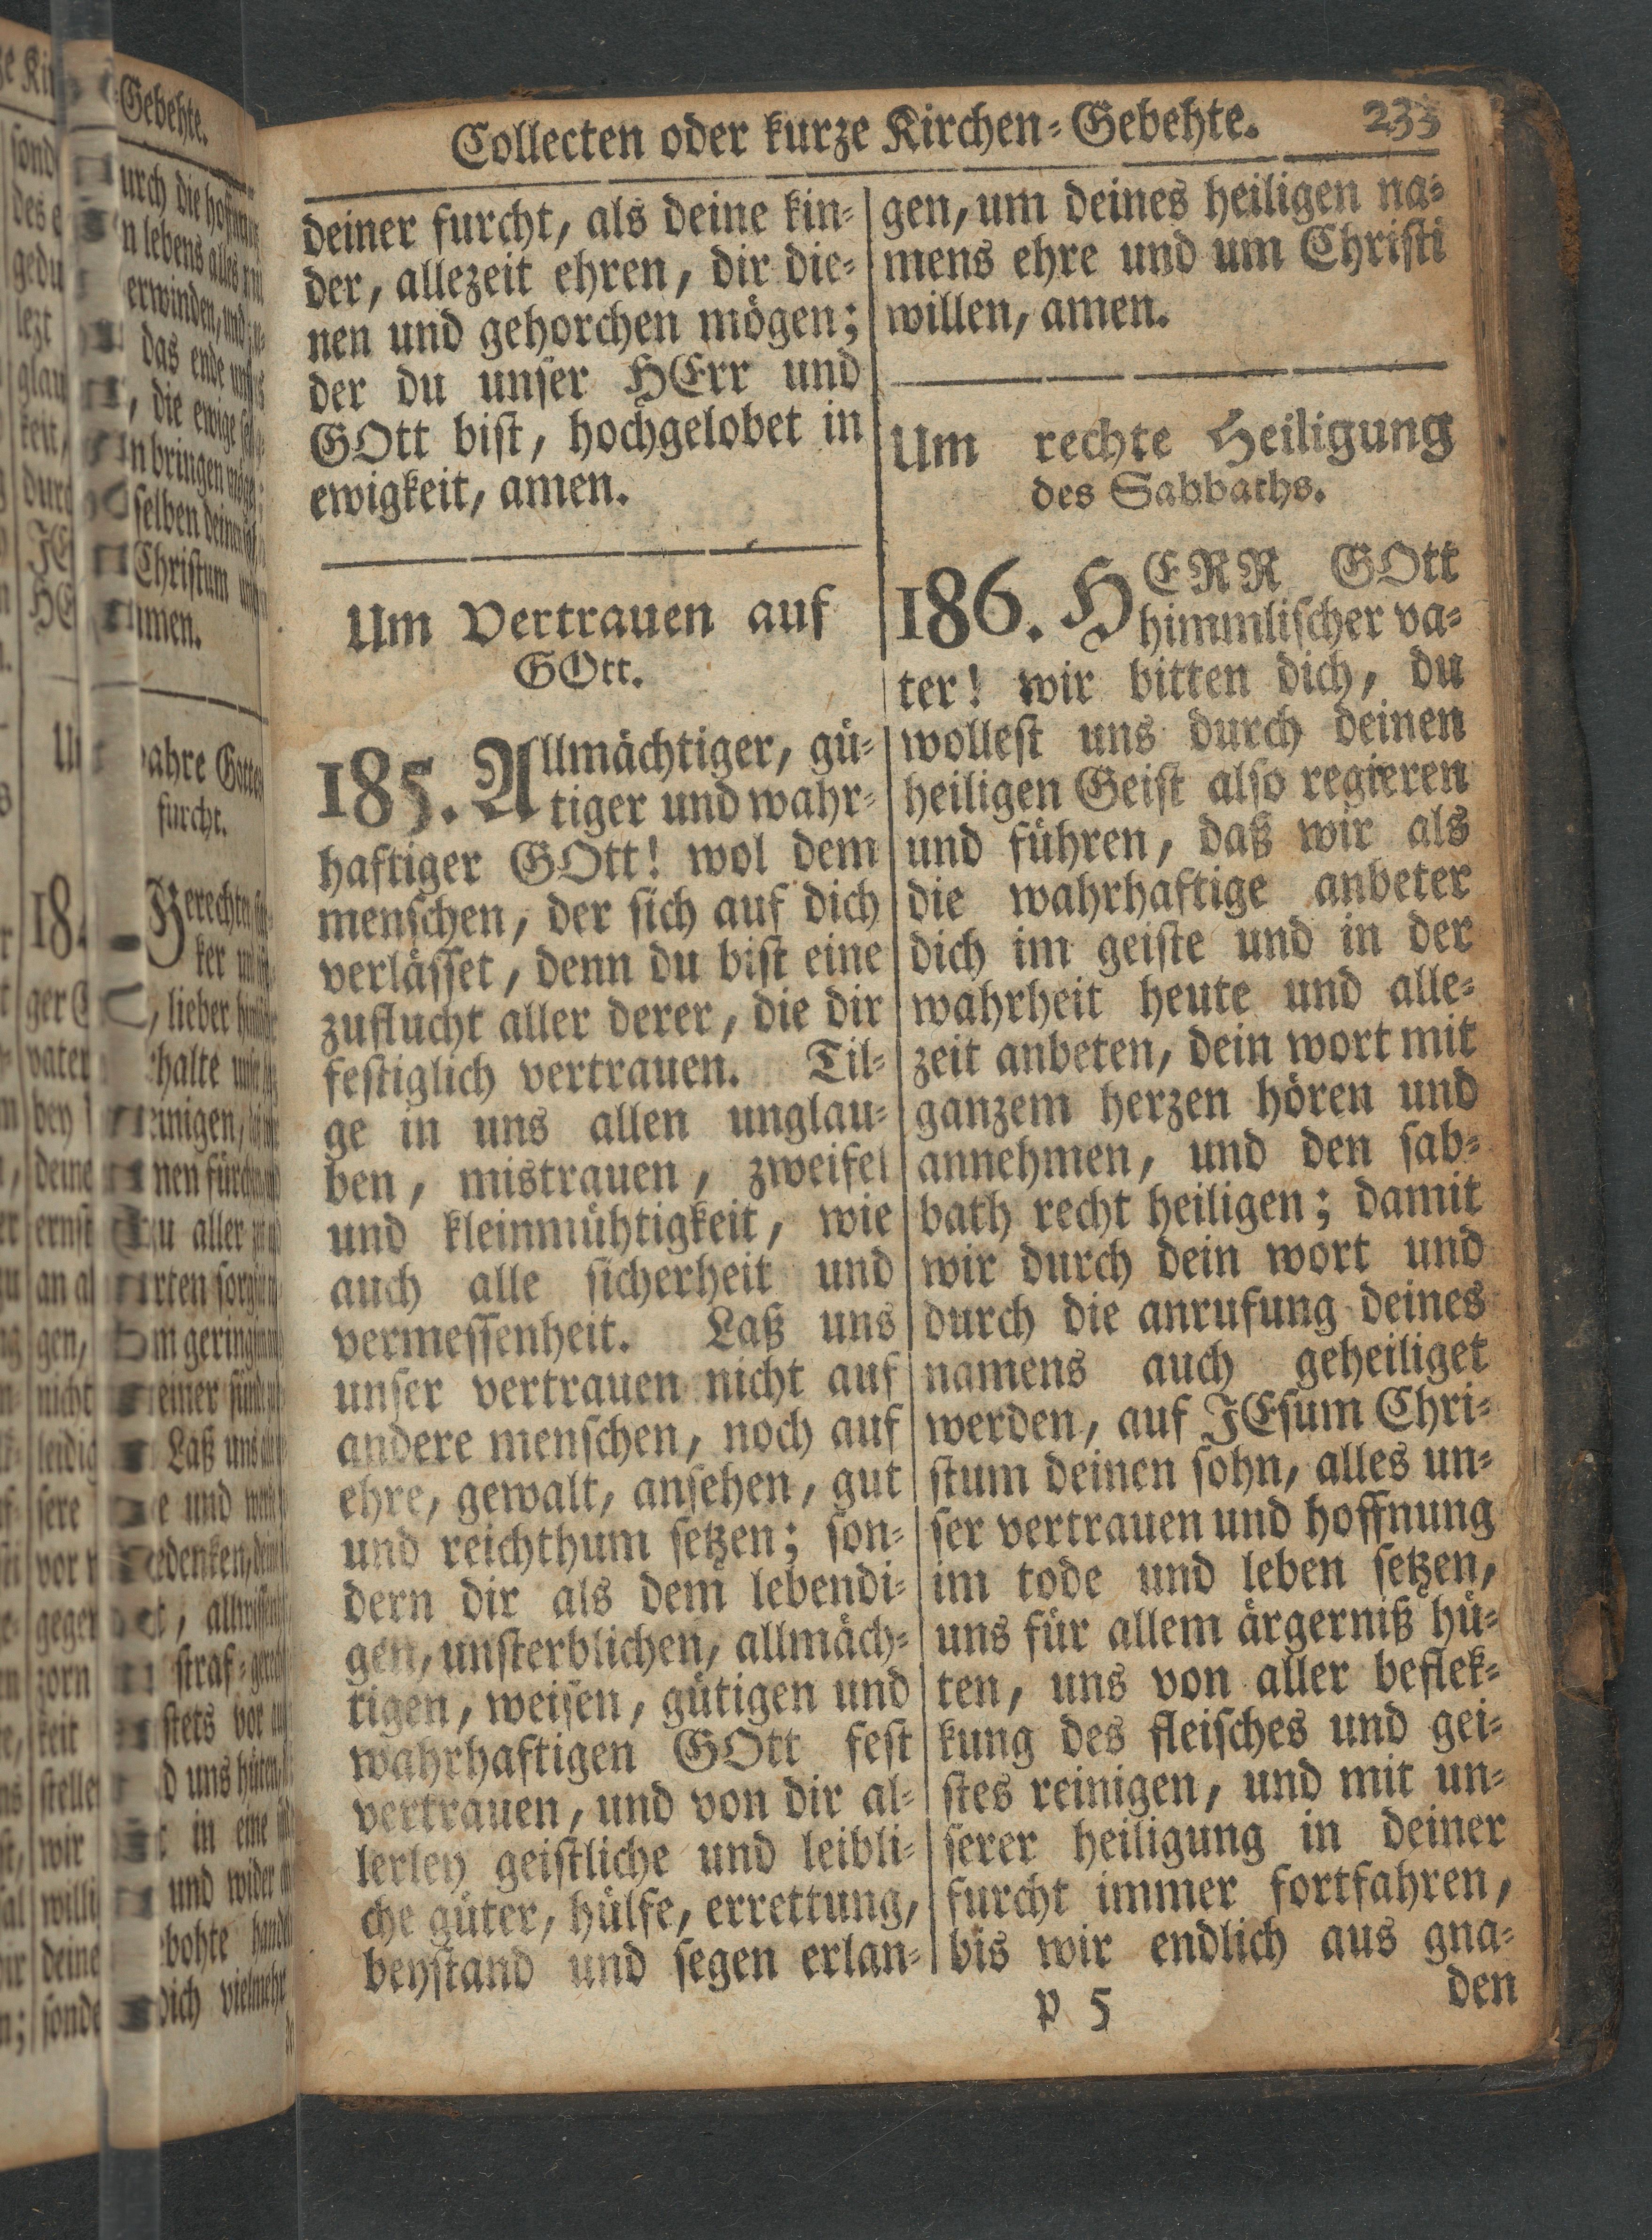 Collecten oder kurze Kirchen-Gebehte. 233
deiner furcht, als deine kin-
der, allezeit ehren, dir die-
nen und gehorchen mögen;
der du unser HErr und
GOtt bist, hochgelobet in
ewigkeit, amen.
Um Vertrauen auf
GOtt.
185. Allmächtiger, gü-
tiger und wahr-
haftiger GOtt! wol dem
menschen, der sich auf dich
verlässet, denn du bist eine
zuflucht aller derer, die dir
festiglich vertrauen. Til-
ge in uns allen unglau-
ben, mistrauen, zweifel
und kleinmühtigkeit, wie
auch alle sicherheit und
vermessenheit. Laß uns
unser vertrauen nicht auf
andere menschen, noch auf
ehre, gewalt, ansehen, gut
und reichthum setzen; son-
dern dir als dem lebendi-
gen, unsterblichen, allmäch-
tigen, weisen, gütigen und
wahrhaftigen GOtt fest
vertrauen, und von dir al-
lerley geistliche und leibli-
che güter, hülfe, errettung,
beystand und segen erlan-
gen, um deines heiligen na-
mens ehre und um Christi
willen, amen.
Um rechte Heiligung
des Sabbaths.
186. HERR GOtt
himmlischer va-
ter! wir bitten dich, du
wollest uns durch deinen
heiligen Geist also regieren
und führen, daß wir als
die wahrhaftige anbeter
dich im geiste und in der
wahrheit heute und alle-
zeit anbeten, dein wort mit
ganzem herzen hören und
annehmen, und den sab-
bath recht heiligen; damit
wir durch dein wort und
durch die anrufung deines
namens auch geheiliget
werden, auf JEsum Chri-
stum deinen sohn, alles un-
ser vertrauen und hoffnung
im tode und leben setzen,
uns für allem ärgerniß hü-
ten, uns von aller beflek-
kung des fleisches und gei-
stes reinigen, und mit un-
serer heiligung in deiner
furcht immer fortfahren,
bis wir endlich aus gna-
P 5 den